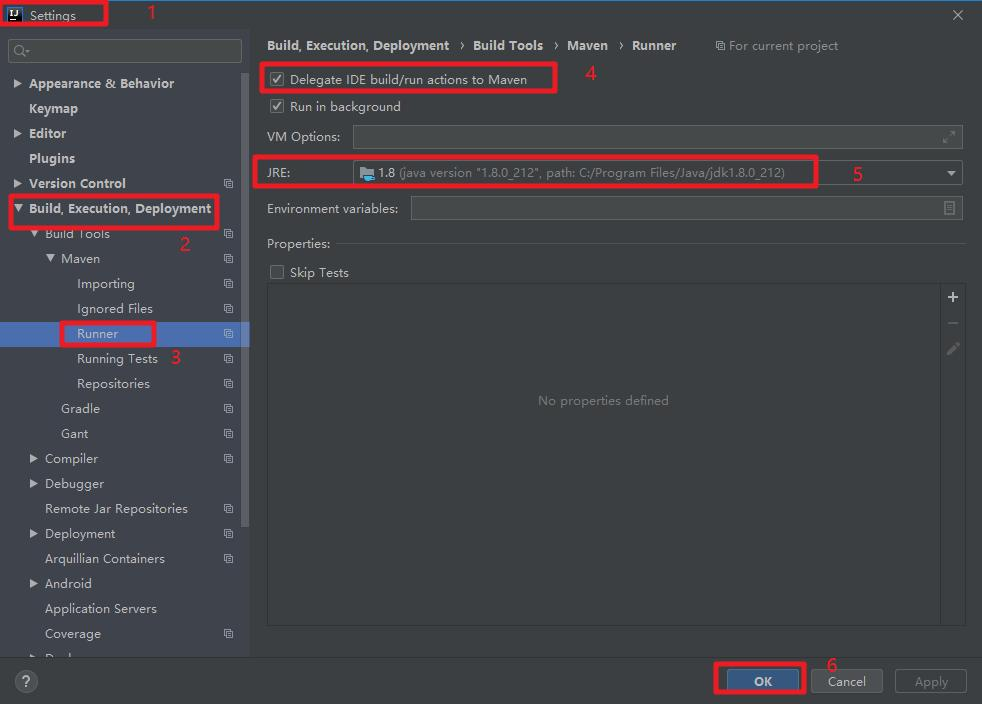 Settings
1
Build, Execution, Deployment › Build Tools › Maven › Runner For current project
Appearance & Behavior
Keymap
Editor
Plugins
Version Control
Build, Execution, Deployment
2
Build Tools
Maven
Importing
Ignored Files
Runner
3
Running Tests
Repositories
Gradle
Gant
Compiler
Debugger
Remote Jar Repositories
Deployment
Arquillian Containers
Android
Application Servers
Coverage
Delegate IDE build/run actions to Maven
4
Run in background
VM Options:
JRE: 1.8 (java version "1.8.0_212", path: C:/Program Files/Java/jdk1.8.0_212)
5
Environment variables:
Properties:
Skip Tests
No properties defined
?
6
OK
Cancel
Apply